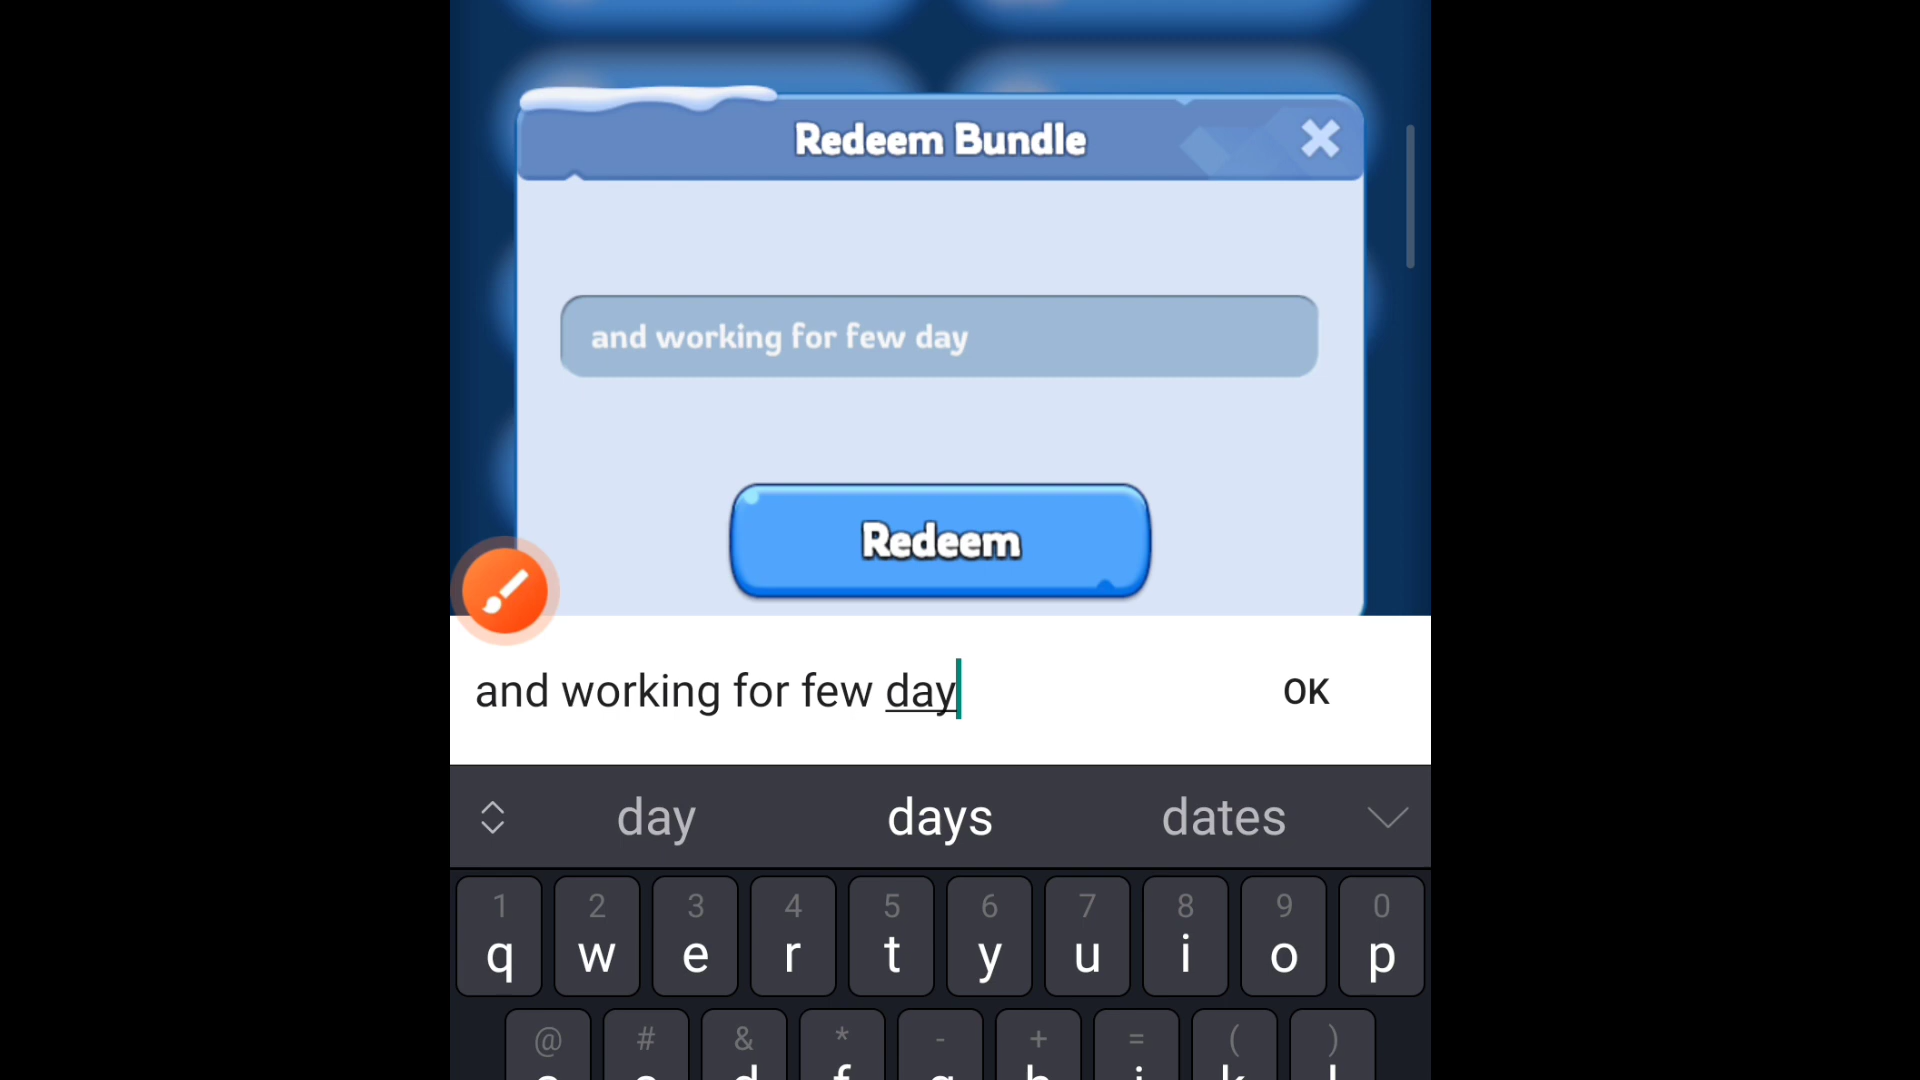 Redeem Bundle
and working for few day
Redeem
and working for few day OK
day days dates
1 2 3 4 5 6 7 8 9 0
q w e r t y u i o p
@ # & * - + = ( )